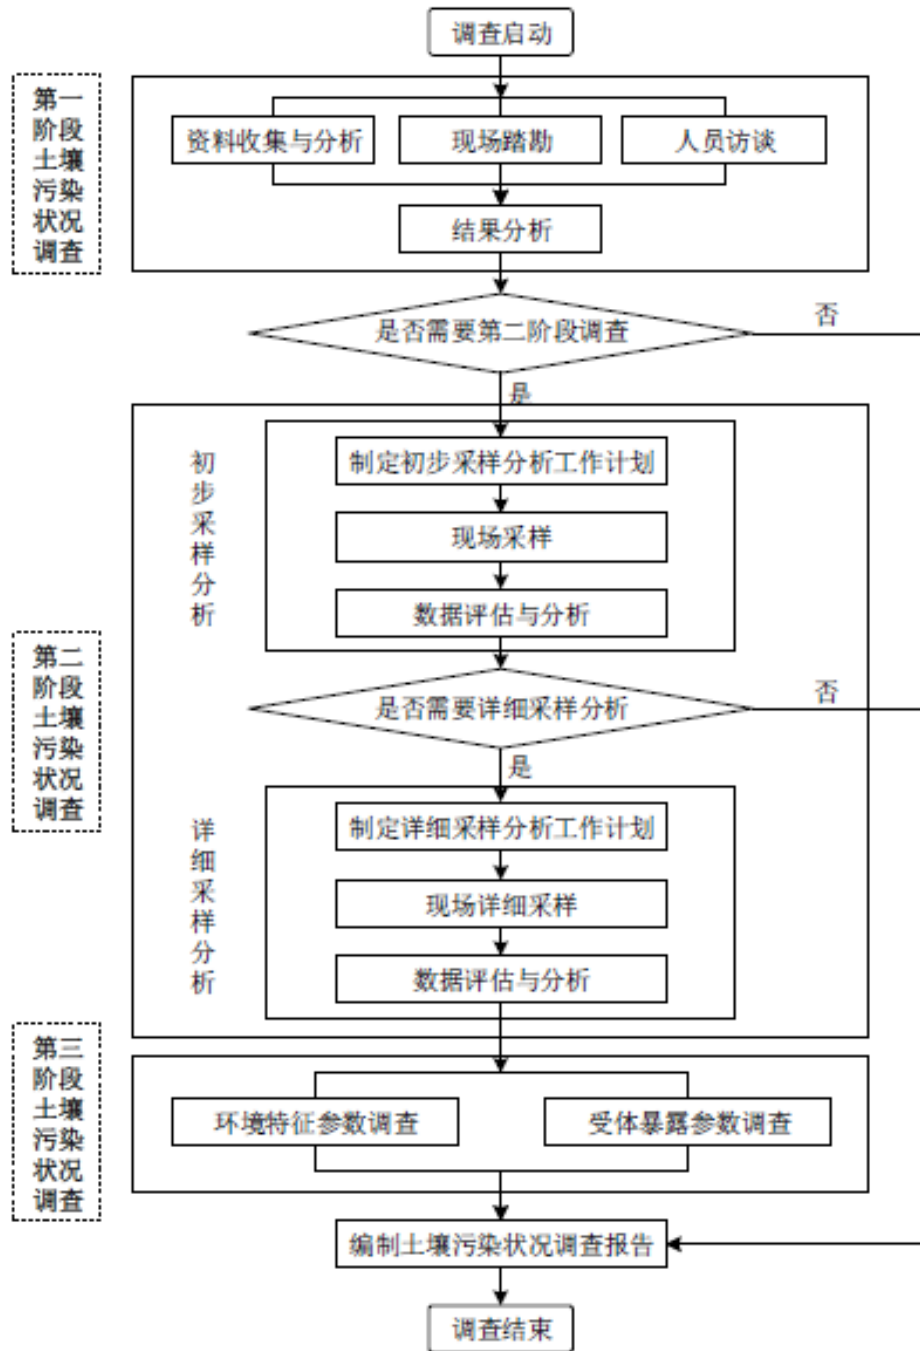 调查启动
第一
阶段
土壤
污染
状况
调查
资料收集与分析
现场踏勘
人员访谈
结果分析
是否需要第二阶段调查
否
是
初步采样分析
制定初步采样分析工作计划
现场采样
数据评估与分析
第二
阶段
土壤
污染
状况
调查
是否需要详细采样分析
否
是
详细采样分析
制定详细采样分析工作计划
现场详细采样
数据评估与分析
第三
阶段
土壤
污染
状况
调查
环境特征参数调查
受体暴露参数调查
编制土壤污染状况调查报告
调查结束